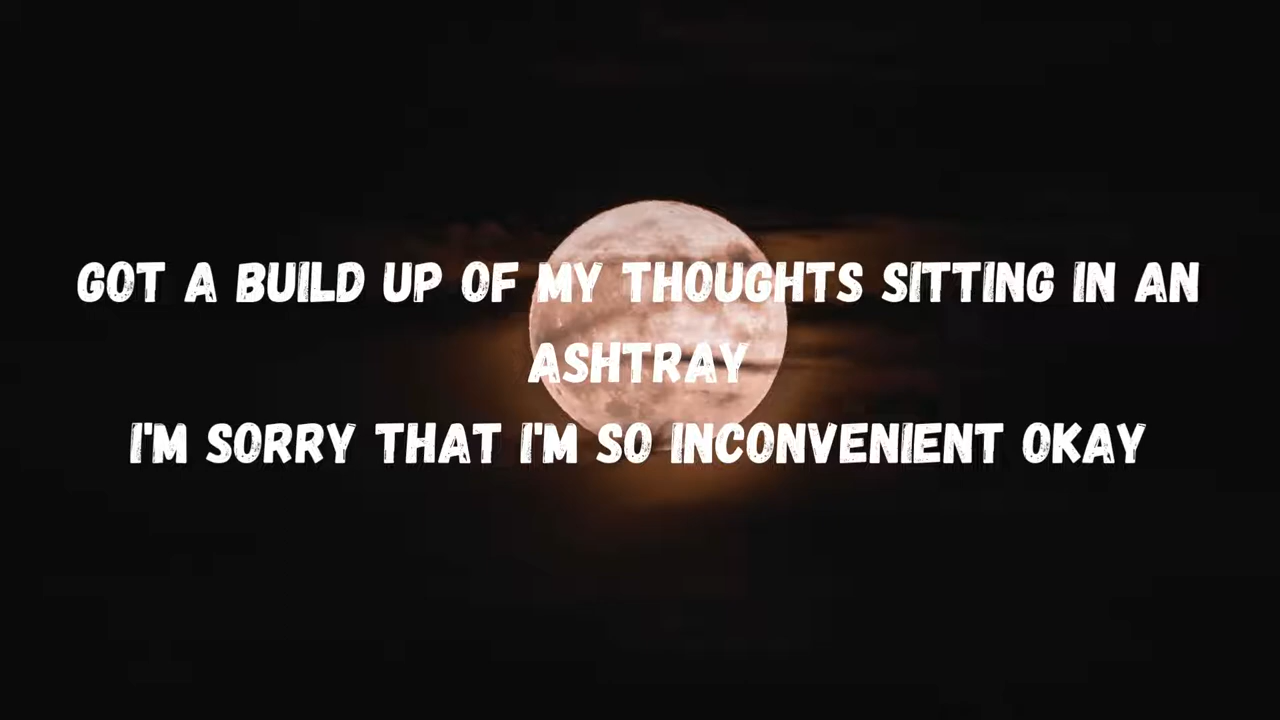 GOT A BUILD UP OF MY THOUGHTS SITTING IN AN
ASHTRAY
I'M SORRY THAT I'M SO INCONVENIENT OKAY